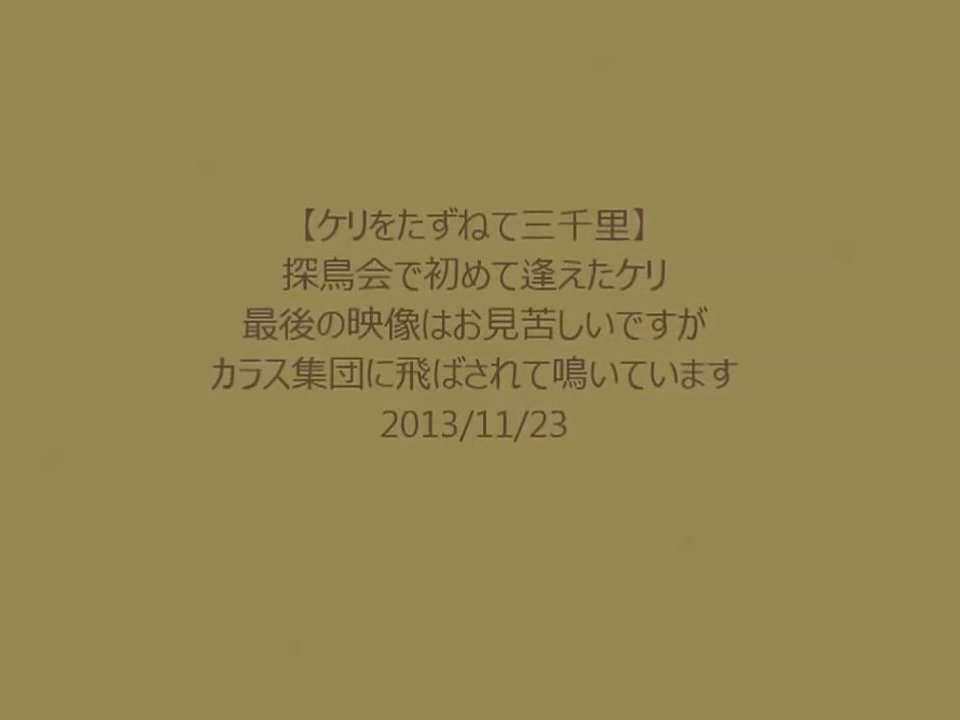 【ケリをたずねて三千里】
探鳥会で初めて逢えたケリ
最後の映像はお見苦しいですが
カラス集団に飛ばされて鳴いています
2013/11/23